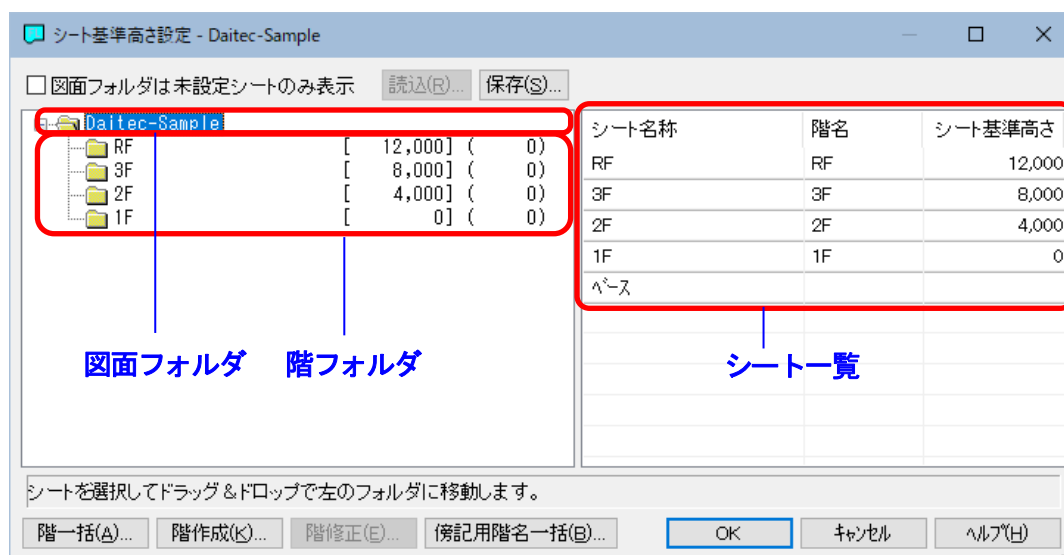 シート基準高さ設定 - Daitec-Sample
図面フォルダは未設定シートのみ表示 読込(R)... 保存(S)...
Daitec-Sample
RF [ 12,000] ( 0)
3F [ 8,000] ( 0)
2F [ 4,000] ( 0)
1F [ 0] ( 0)
シート名称 階名 シート基準高さ
RF RF 12,000
3F 3F 8,000
2F 2F 4,000
1F 1F 0
ﾍﾞｰｽ
図面フォルダ 階フォルダ シート一覧
シートを選択してドラッグ＆ドロップで左のフォルダに移動します。
階一括(A)... 階作成(K)... 階修正(E)... 傍記用階名一括(B)... OK ｷｬﾝｾﾙ ﾍﾙﾌﾟ(H)